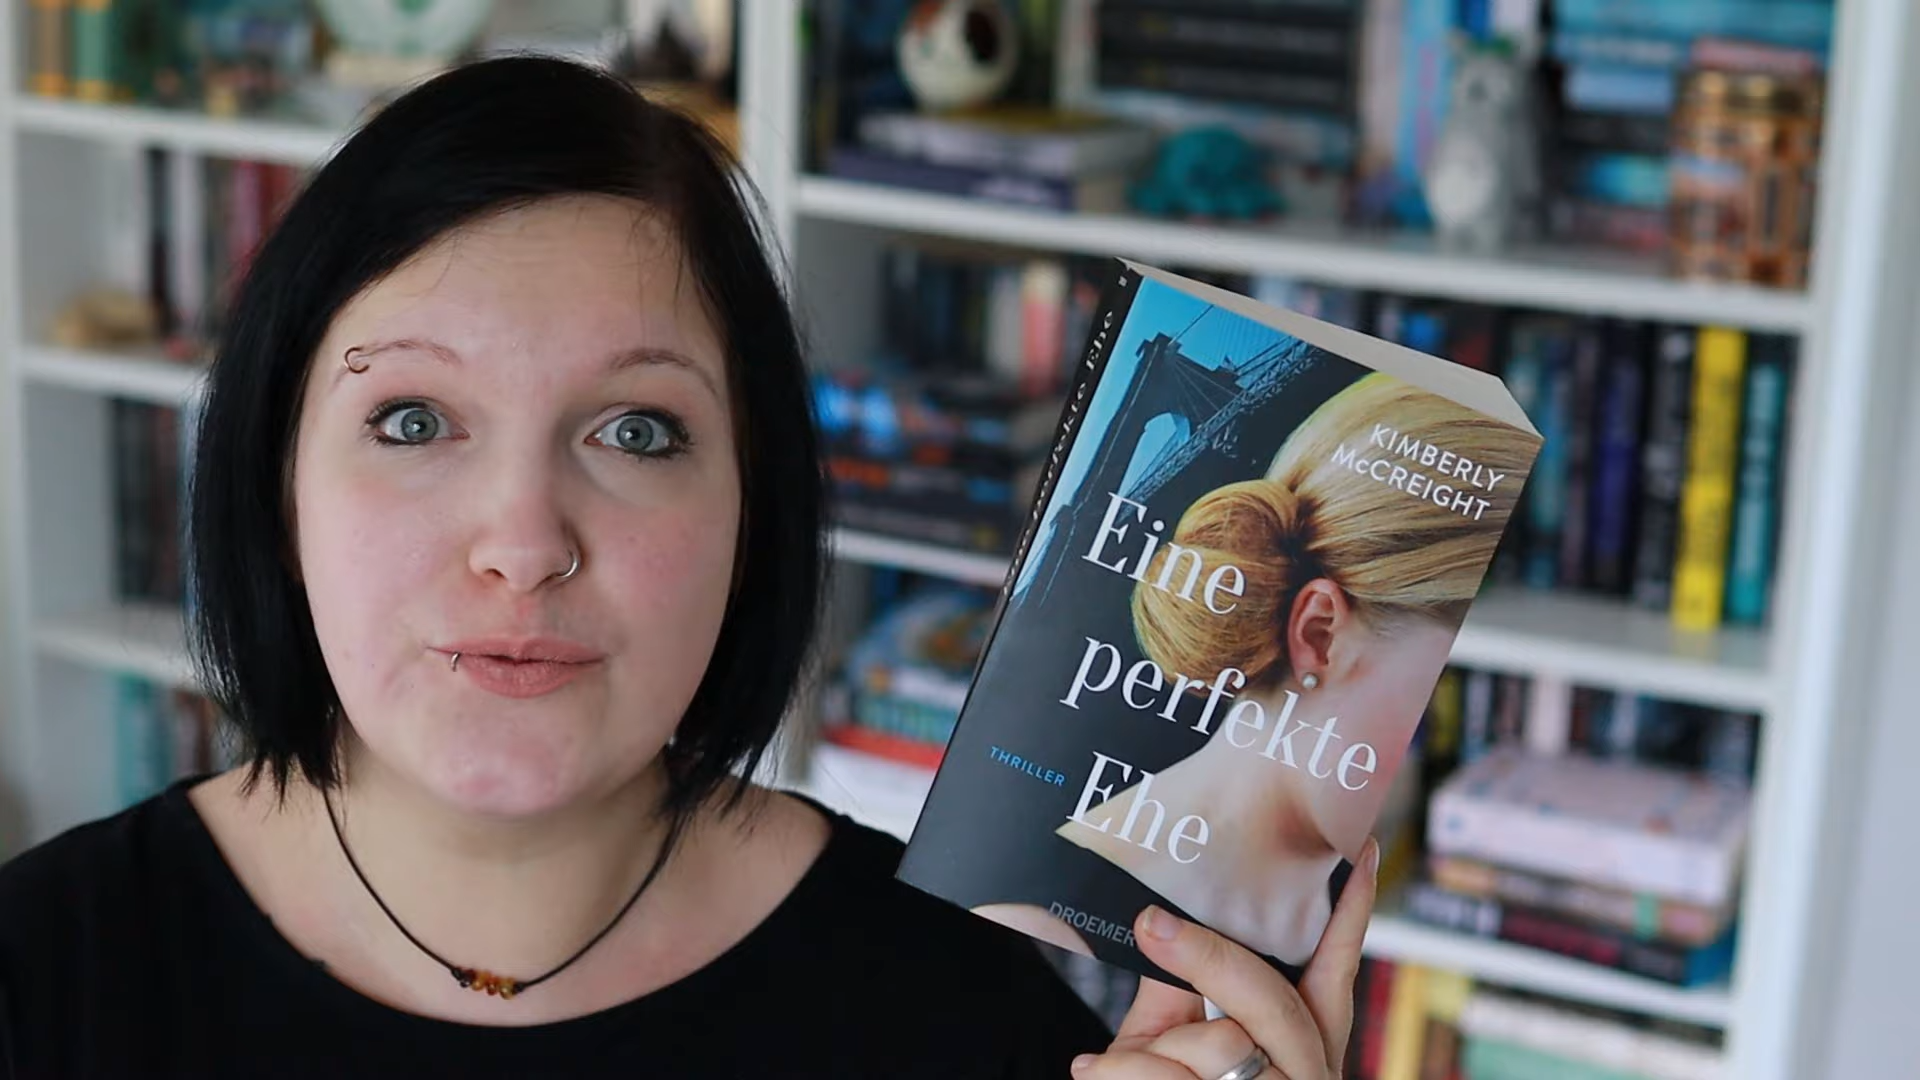 KIMBERLY
McCREIGHT
Eine
perfekte
THRILLER
Ehe
DROEMER